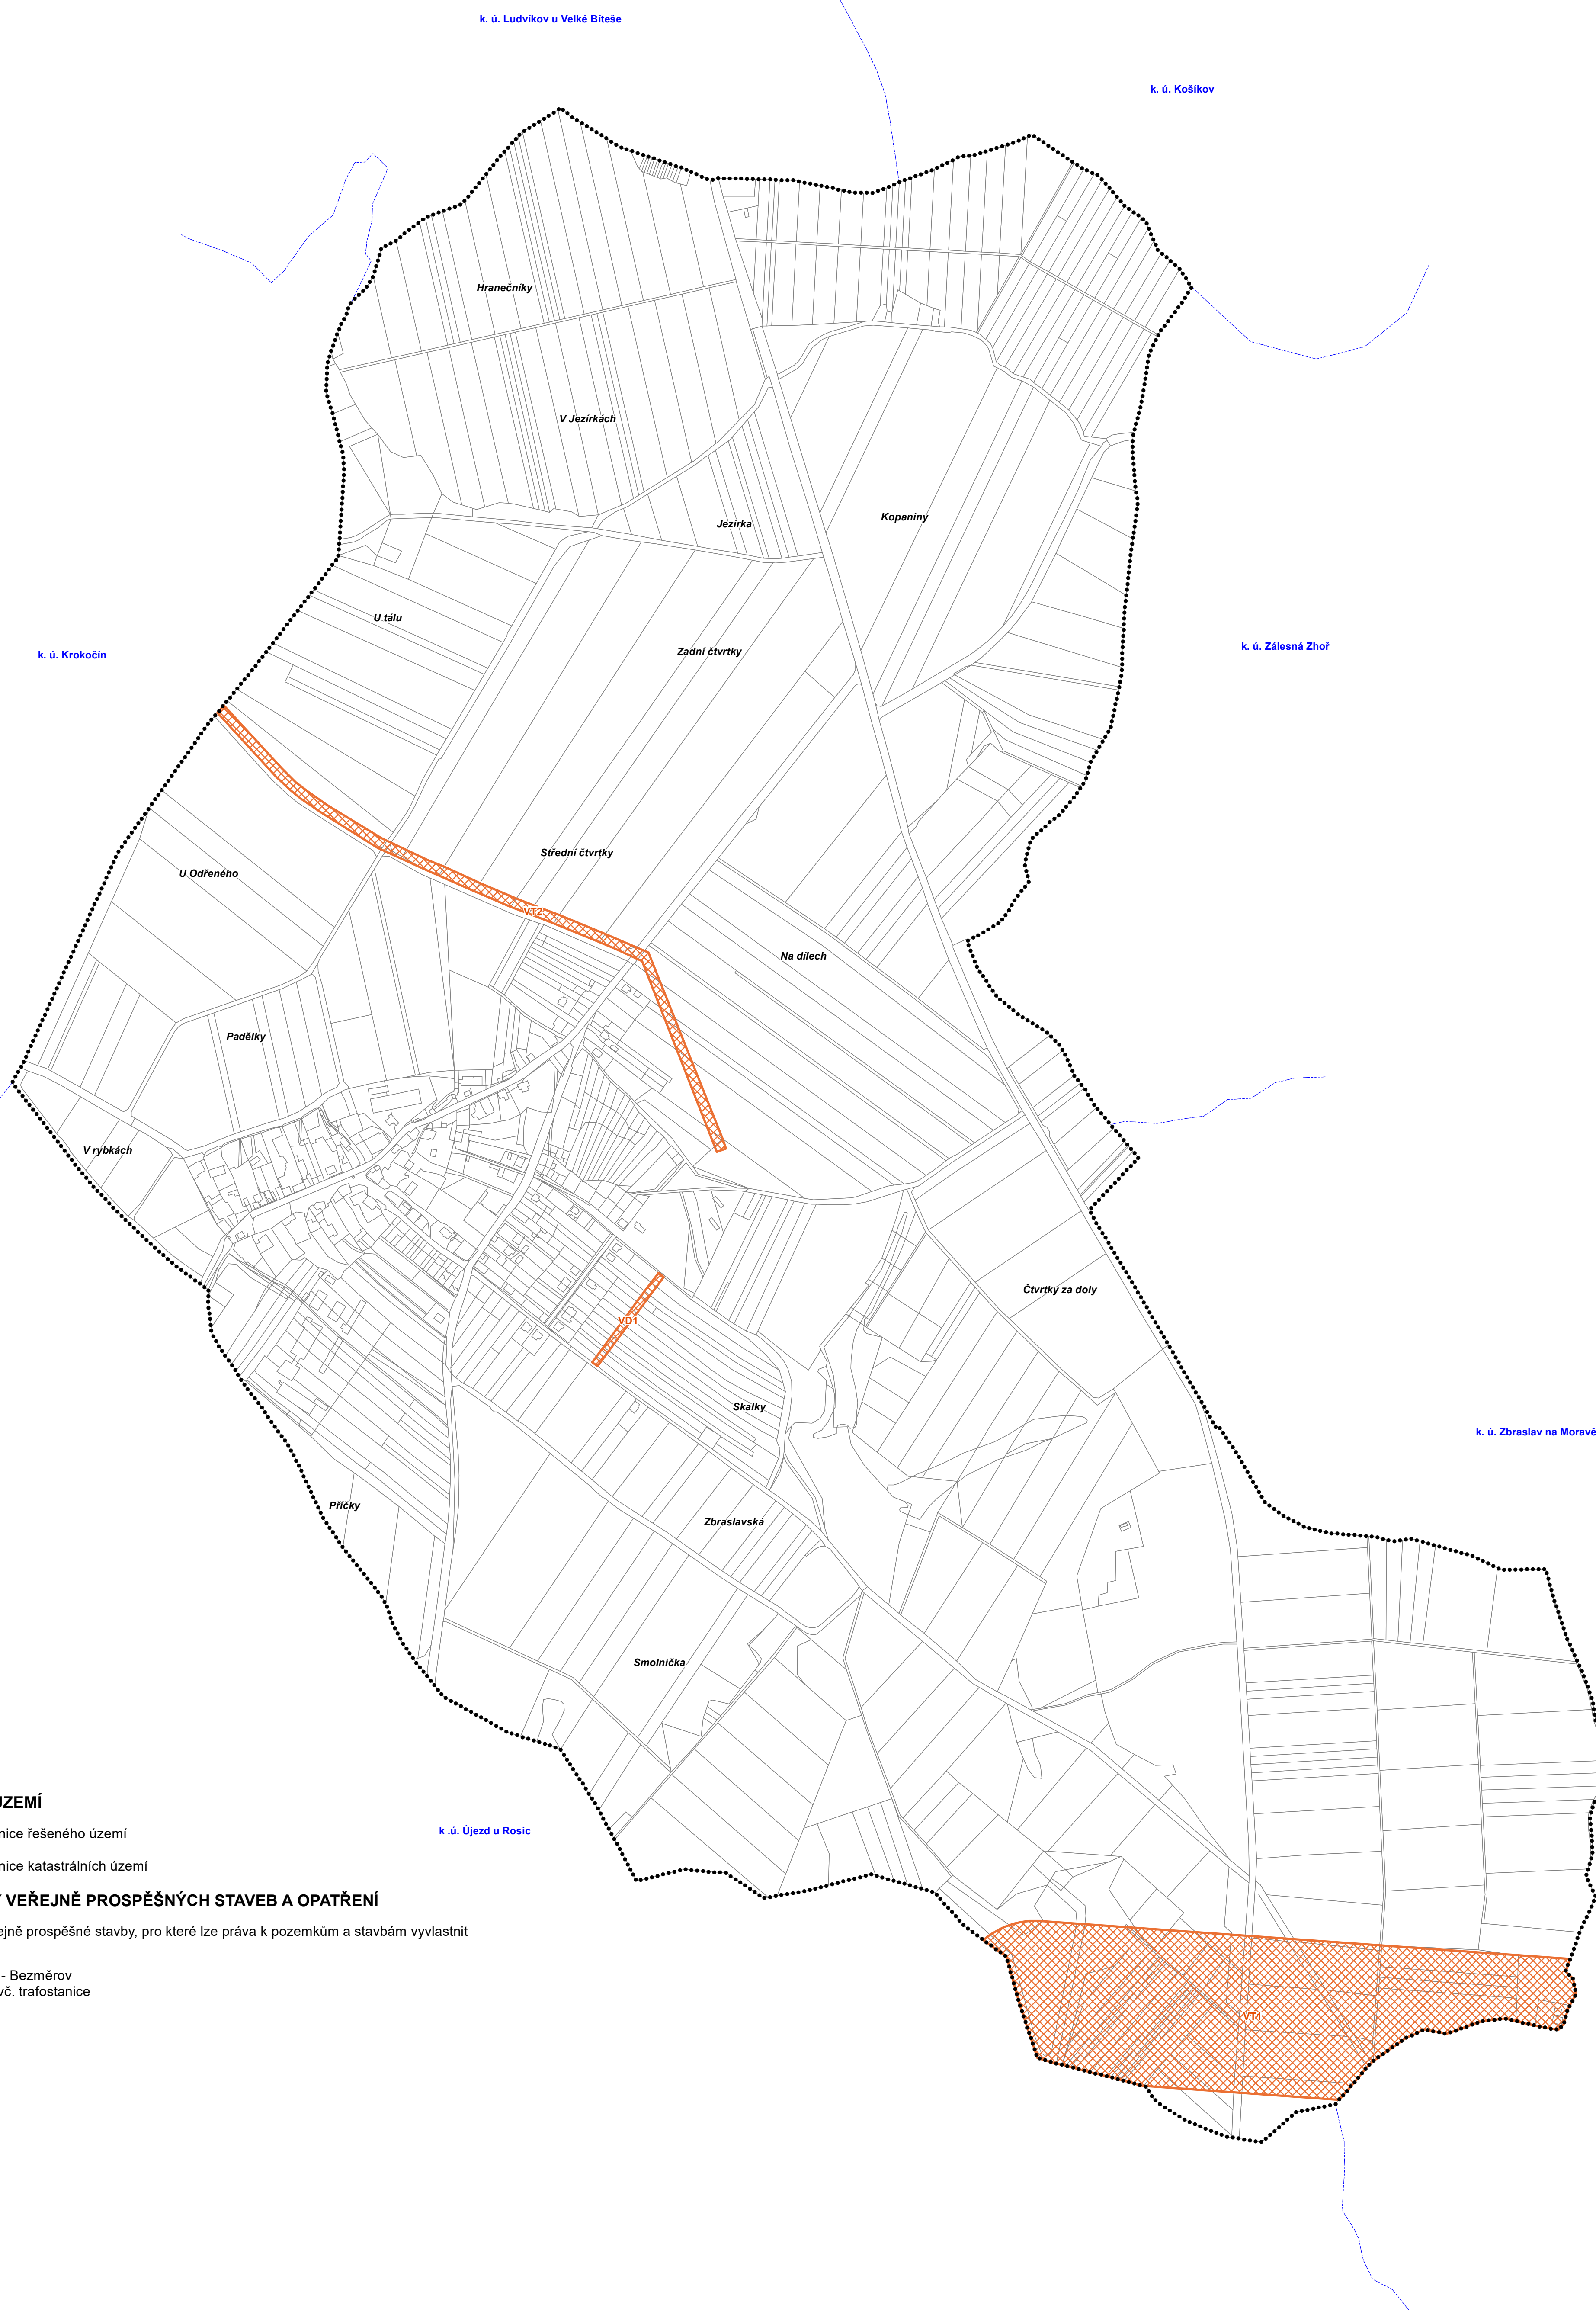 k. ú. Ludvíkov u Velké Bíteše
k. ú. Košíkov
Hranečníky
V Jezírkách
Jezírka
Kopaniny
U tálu
k. ú. Zálesná Zhoř
Zadní čtvrtky
k. ú. Krokočín
Střední čtvrtky
U Odřeného
VT2
Na dílech
Padělky
V rybkách
Čtvrtky za doly
VD1
Skalky
k. ú. Zbraslav na Moravě
Příčky
Zbraslavská
Smolnička
ÚZEMÍ
nice řešeného území
k .ú. Újezd u Rosic
nice katastrálních území
VEŘEJNĚ PROSPĚŠNÝCH STAVEB A OPATŘENÍ
ejně prospěšné stavby, pro které lze práva k pozemkům a stavbám vyvlastnit
- Bezměrov
vč. trafostanice
VT1